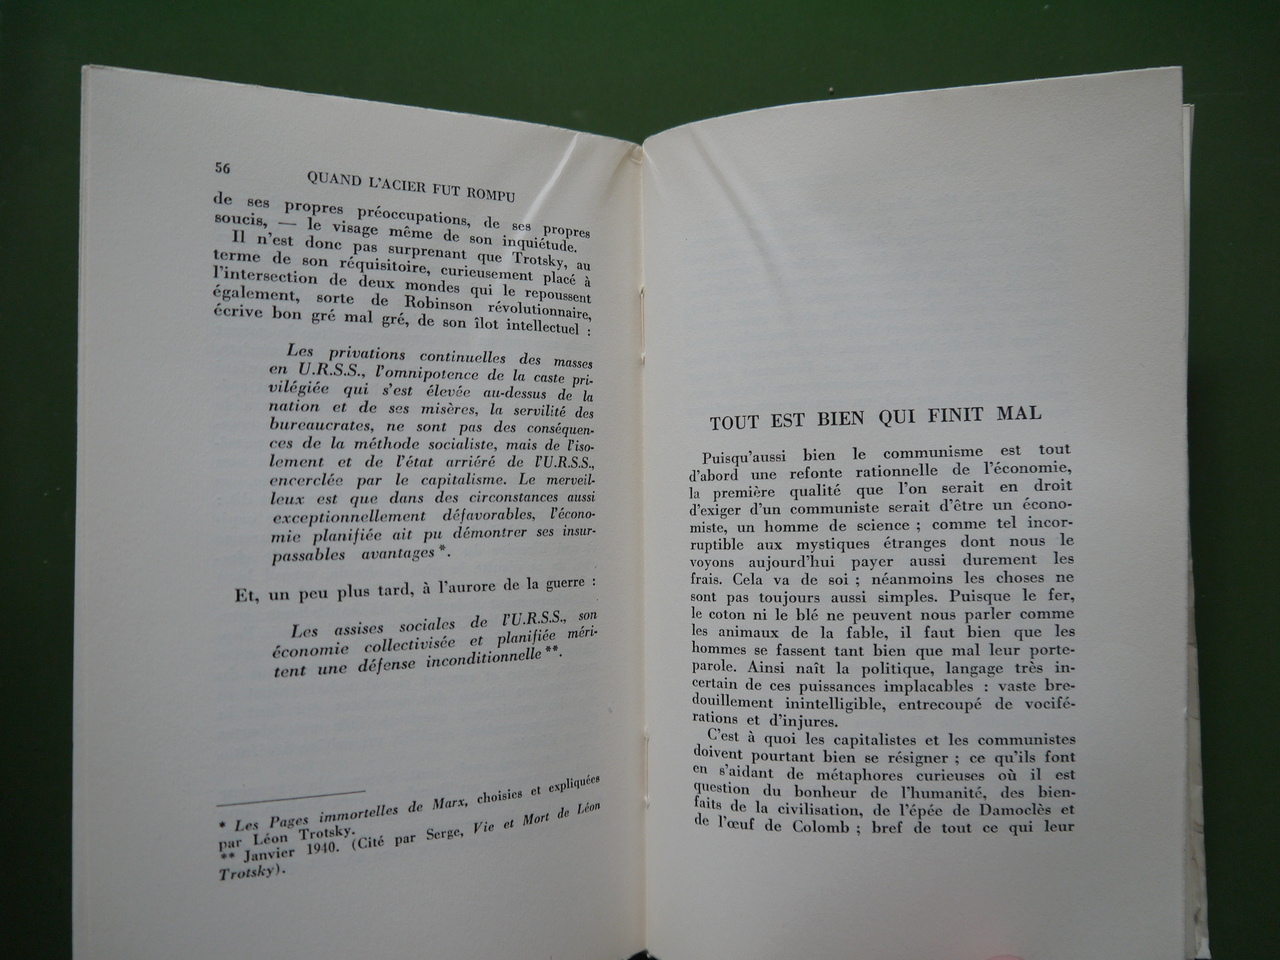 56
QUAND L'ACIER FUT ROMPU
de ses propres préoccupations, de ses propres
soucis, — le visage même de son inquiétude.
Il n'est donc pas surprenant que Trotsky, au
terme de son réquisitoire, curieusement placé à
l'intersection de deux mondes qui le repoussent
également, sorte de Robinson révolutionnaire,
écrive bon gré mal gré, de son îlot intellectuel :
Les privations continuelles des masses
en U.R.S.S., l'omnipotence de la caste pri-
vilégiée qui s'est élevée au-dessus de la
nation et de ses misères, la servilité des
bureaucrates, ne sont pas des conséquen-
ces de la méthode socialiste, mais de l'iso-
lement et de l'état arriéré de l'U.R.S.S.,
encerclée par le capitalisme. Le merveil-
leux est que dans des circonstances aussi
exceptionnellement défavorables, l'écono-
mie planifiée ait pu démontrer ses insur-
passables avantages *.
Et, un peu plus tard, à l'aurore de la guerre :
Les assises sociales de l'U.R.S.S., son
économie collectivisée et planifiée méri-
tent une défense inconditionnelle **.
* Les Pages immortelles de Marx, choisies et expliquées
par Léon Trotsky.
** Janvier 1940. (Cité par Serge, Vie et Mort de Léon
Trotsky).
TOUT EST BIEN QUI FINIT MAL
Puisqu'aussi bien le communisme est tout
d'abord une refonte rationnelle de l'économie,
la première qualité que l'on serait en droit
d'exiger d'un communiste serait d'être un écono-
miste, un homme de science ; comme tel incor-
ruptible aux mystiques étranges dont nous le
voyons aujourd'hui payer aussi durement les
frais. Cela va de soi ; néanmoins les choses ne
sont pas toujours aussi simples. Puisque le fer,
le coton ni le blé ne peuvent nous parler comme
les animaux de la fable, il faut bien que les
hommes se fassent tant bien que mal leur porte-
parole. Ainsi naît la politique, langage très in-
certain de ces puissances implacables : vaste bre-
douillement inintelligible, entrecoupé de vocifé-
rations et d'injures.
C'est à quoi les capitalistes et les communistes
doivent pourtant bien se résigner ; ce qu'ils font
en s'aidant de métaphores curieuses où il est
question du bonheur de l'humanité, des bien-
faits de la civilisation, de l'épée de Damoclès et
de l'œuf de Colomb ; bref de tout ce qui leur